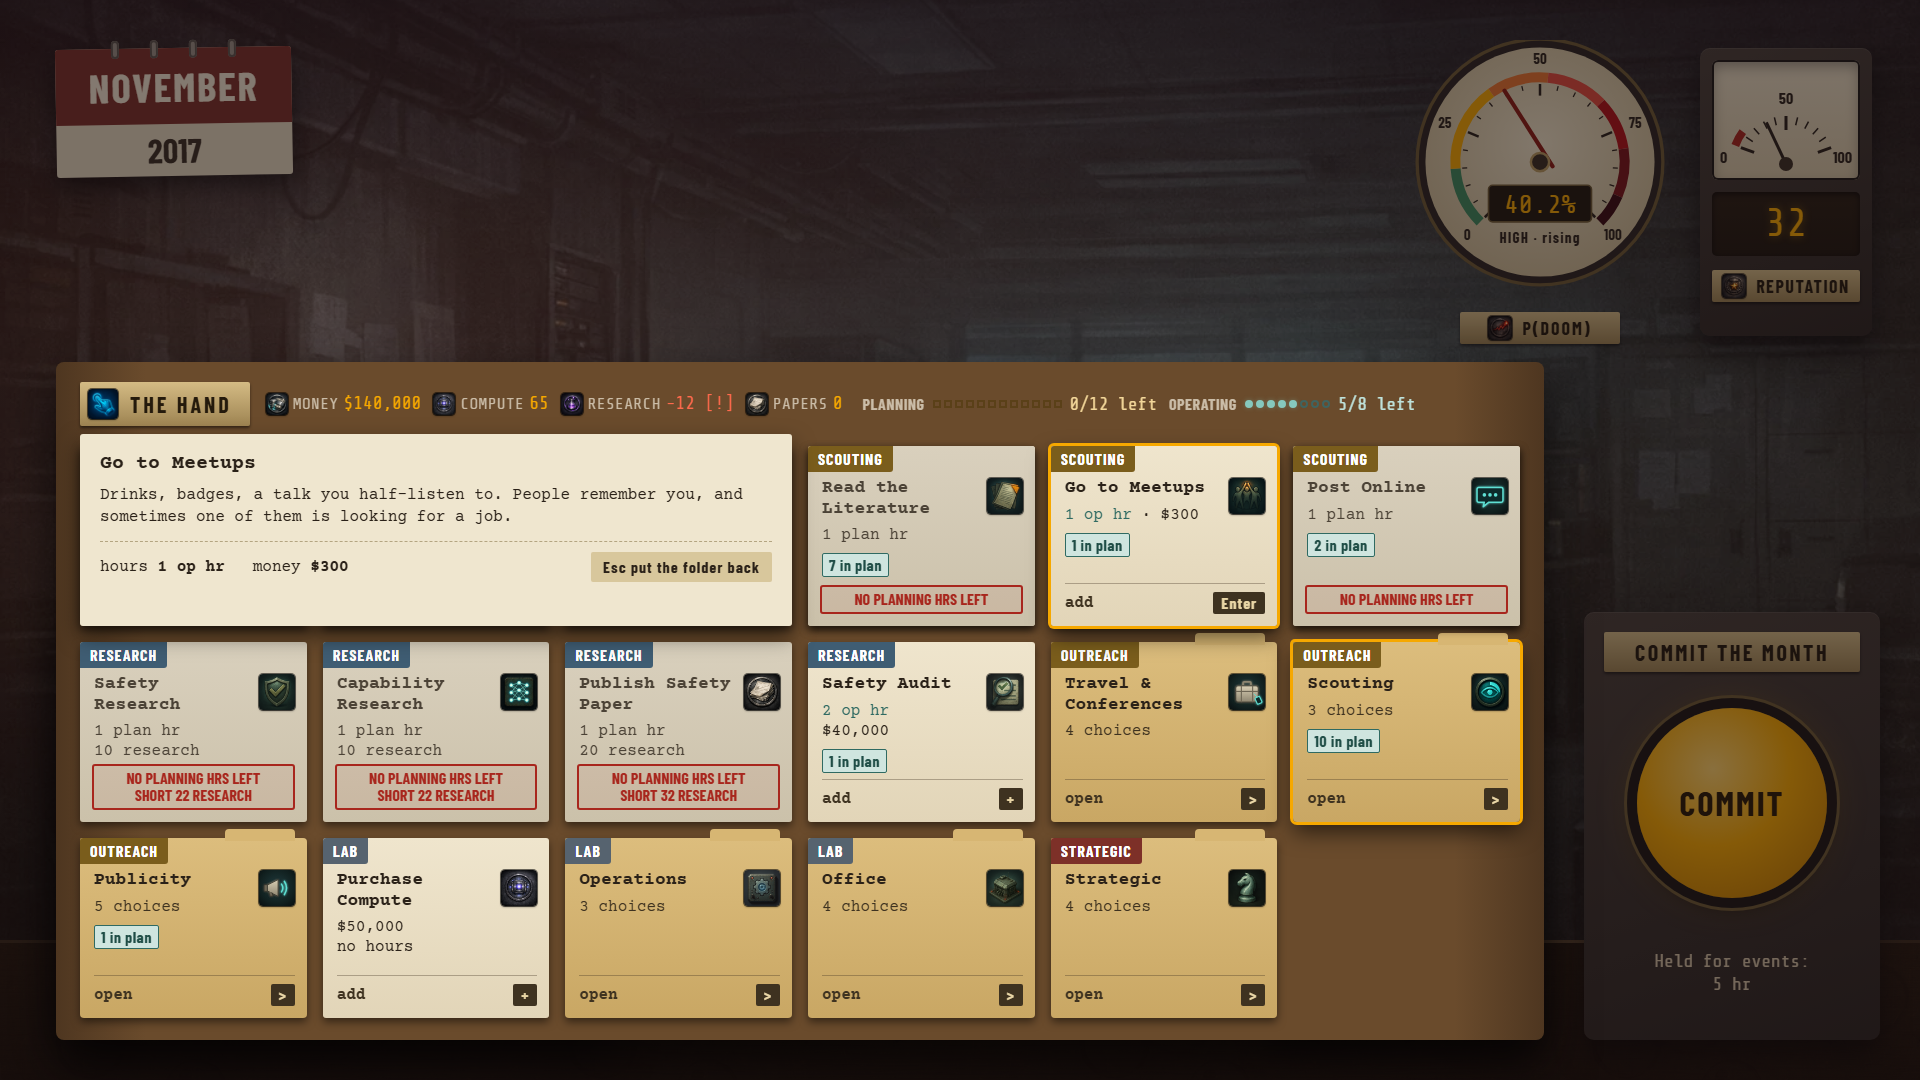 NOVEMBER
2017
50
25
75
40.2%
0
HIGH · rising
100
P(DOOM)
50
0
100
32
REPUTATION
THE HAND
MONEY $140,000
COMPUTE 65
RESEARCH -12 [!]
PAPERS 0
PLANNING 0/12 left
OPERATING 5/8 left
Go to Meetups
Drinks, badges, a talk you half-listen to. People remember you, and
sometimes one of them is looking for a job.
hours 1 op hr money $300
Esc put the folder back
SCOUTING
Read the
Literature
1 plan hr
7 in plan
NO PLANNING HRS LEFT
SCOUTING
Go to Meetups
1 op hr · $300
1 in plan
add
Enter
SCOUTING
Post Online
1 plan hr
2 in plan
NO PLANNING HRS LEFT
RESEARCH
Safety
Research
1 plan hr
10 research
NO PLANNING HRS LEFT
SHORT 22 RESEARCH
RESEARCH
Capability
Research
1 plan hr
10 research
NO PLANNING HRS LEFT
SHORT 22 RESEARCH
RESEARCH
Publish Safety
Paper
1 plan hr
20 research
NO PLANNING HRS LEFT
SHORT 32 RESEARCH
RESEARCH
Safety Audit
2 op hr
$40,000
1 in plan
add +
OUTREACH
Travel &
Conferences
4 choices
open >
OUTREACH
Scouting
3 choices
10 in plan
open >
OUTREACH
Publicity
5 choices
1 in plan
open >
LAB
Purchase
Compute
$50,000
no hours
add +
LAB
Operations
3 choices
open >
LAB
Office
4 choices
open >
STRATEGIC
Strategic
4 choices
open >
COMMIT THE MONTH
COMMIT
Held for events:
5 hr